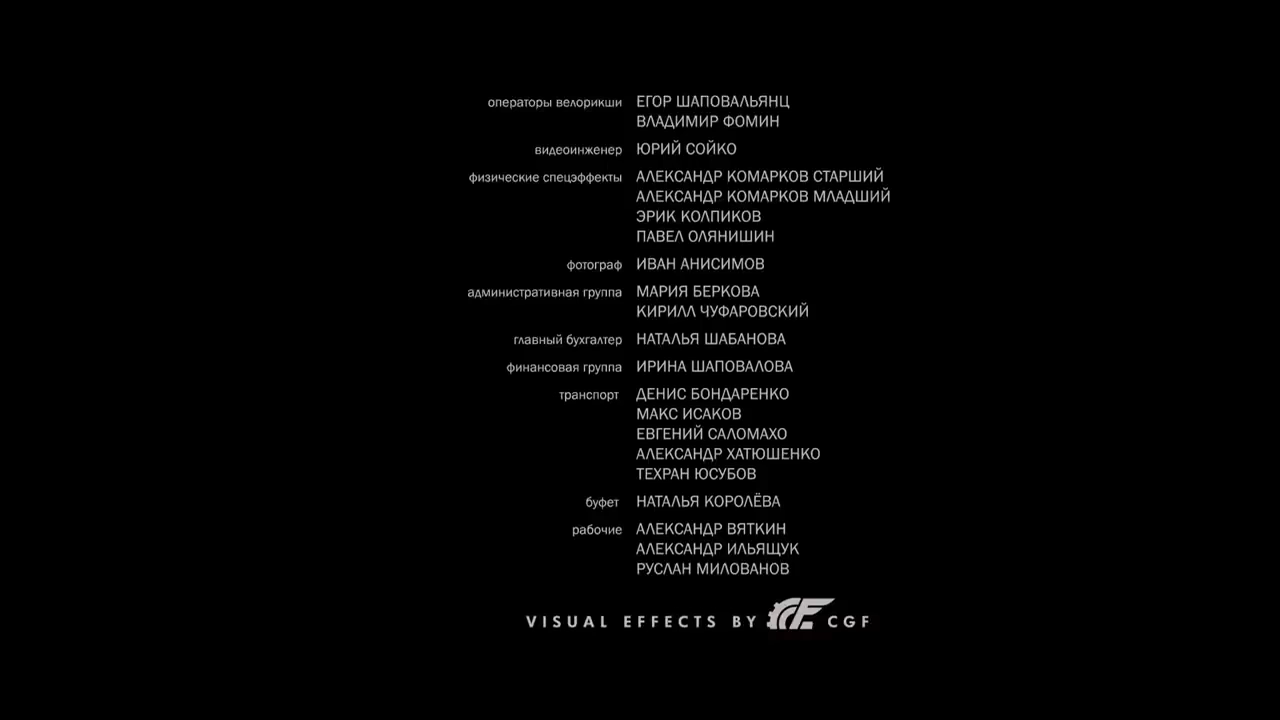 операторы велорикши ЕГОР ШАПОВАЛЬЯНЦ
ВЛАДИМИР ФОМИН
видеоинженер ЮРИЙ СОЙКО
физические спецэффекты АЛЕКСАНДР КОМАРКОВ СТАРШИЙ
АЛЕКСАНДР КОМАРКОВ МЛАДШИЙ
ЭРИК КОЛПИКОВ
ПАВЕЛ ОЛЯНИШИН
фотограф ИВАН АНИСИМОВ
административная группа МАРИЯ БЕРКОВА
КИРИЛЛ ЧУФАРОВСКИЙ
главный бухгалтер НАТАЛЬЯ ШАБАНОВА
финансовая группа ИРИНА ШАПОВАЛОВА
транспорт ДЕНИС БОНДАРЕНКО
МАКС ИСАКОВ
ЕВГЕНИЙ САЛОМАХО
АЛЕКСАНДР ХАТЮШЕНКО
ТЕХРАН ЮСУБОВ
буфет НАТАЛЬЯ КОРОЛЁВА
рабочие АЛЕКСАНДР ВЯТКИН
АЛЕКСАНДР ИЛЬЯЩУК
РУСЛАН МИЛОВАНОВ
VISUAL EFFECTS BY CGF